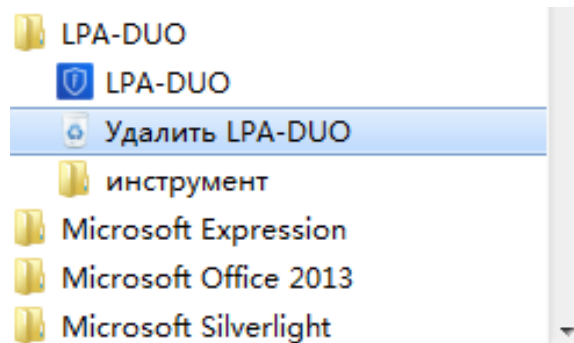 LPA-DUO
LPA-DUO
Удалить LPA-DUO
инструмент
Microsoft Expression
Microsoft Office 2013
Microsoft Silverlight